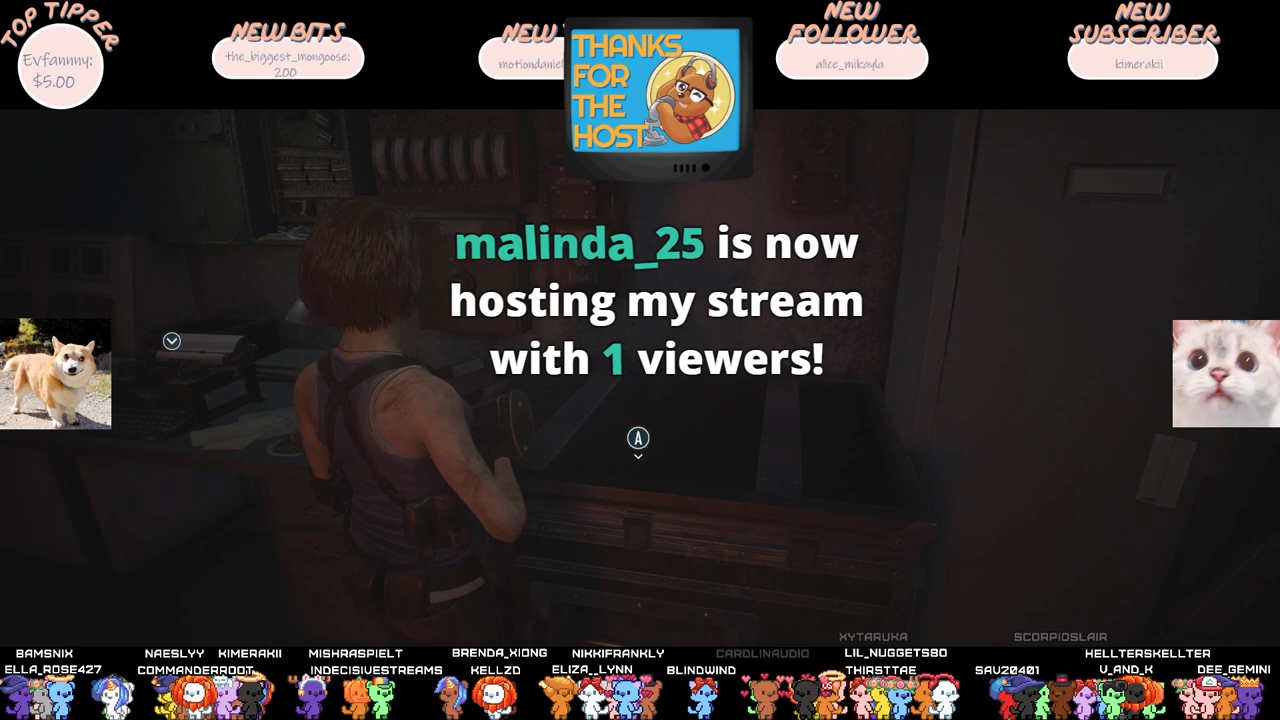 TOP TIPPER
Evfannny:
$5.00
NEW BITS
the_biggest_mongoose:
200
NEW
THANKS
FOR
THE
HOST
NEW
FOLLOWER
alice_mikayla
NEW
SUBSCRIBER
kimerakii
malinda_25 is now
hosting my stream
with 1 viewers!
A
XYTARUKA SCORPIOSLAIR
BAMSNIX NAESLYY KIMERAKII MISHRASPIELT BRENDA_XIONG NIKKIFRANKLY CARDLINAUDIO LIL_NUGGETS80 HELLTERSKELLTER
ELLA_ROSE427 COMMANDERROOT INDECISIVESTREAMS KELLZD ELIZA_LYNN BLINDWIND THIRSTTAE SAV20401 V_AND_K DEE_GEMINI